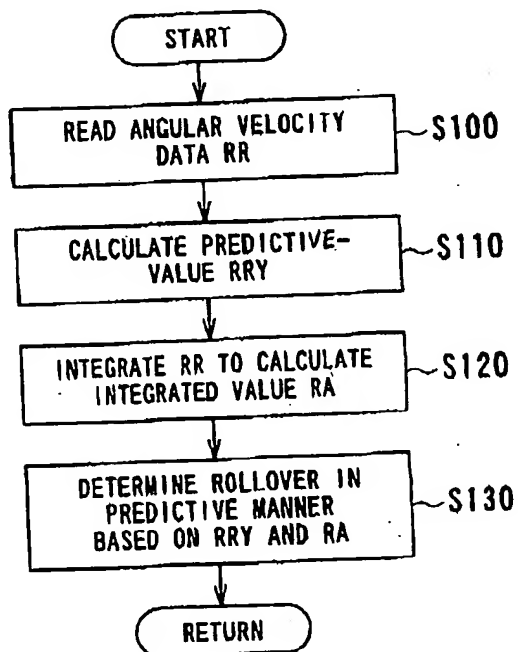 START
READ ANGULAR VELOCITY
DATA RR
S100
CALCULATE PREDICTIVE-
VALUE RRY
S110
INTEGRATE RR TO CALCULATE
INTEGRATED VALUE RA
S120
DETERMINE ROLLOVER IN
PREDICTIVE MANNER
BASED ON RRY AND RA
S130
RETURN